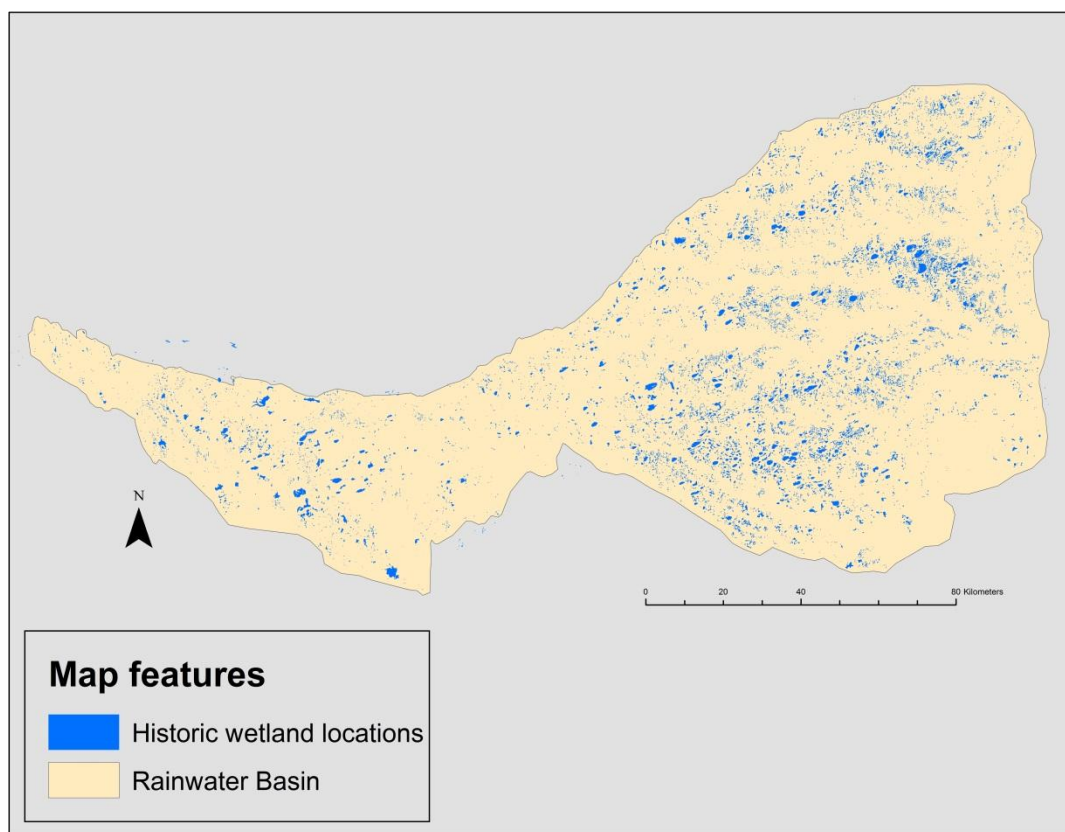 N
0 20 40 80 Kilometers
Map features
Historic wetland locations
Rainwater Basin